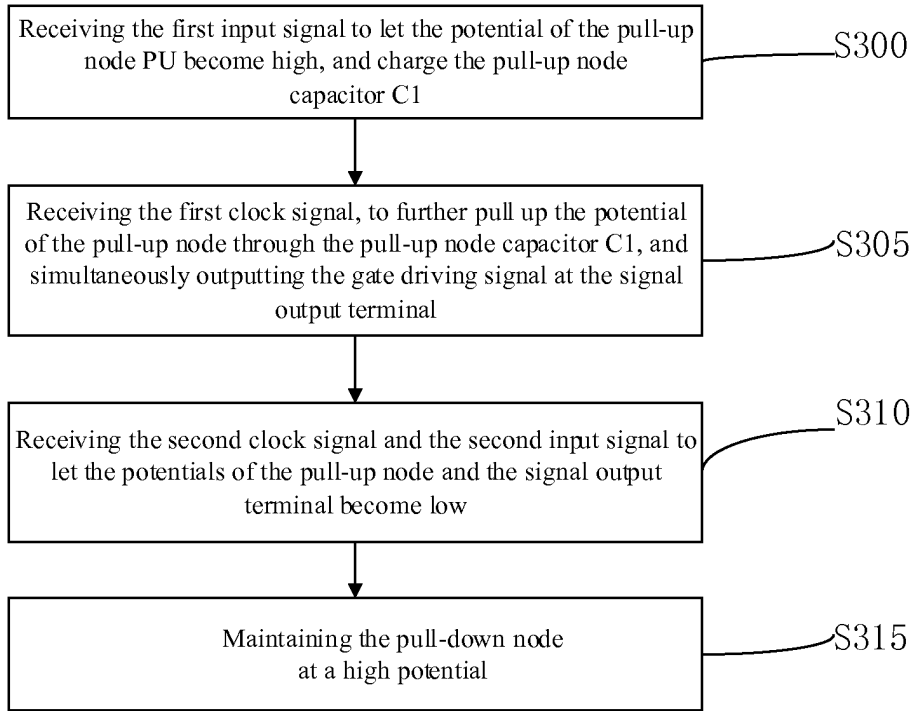 Receiving the first input signal to let the potential of the pull-up
node PU become high, and charge the pull-up node
capacitor C1
S300
Receiving the first clock signal, to further pull up the potential
of the pull-up node through the pull-up node capacitor C1, and
simultaneously outputting the gate driving signal at the signal
output terminal
S305
Receiving the second clock signal and the second input signal to
let the potentials of the pull-up node and the signal output
terminal become low
S310
Maintaining the pull-down node
at a high potential
S315